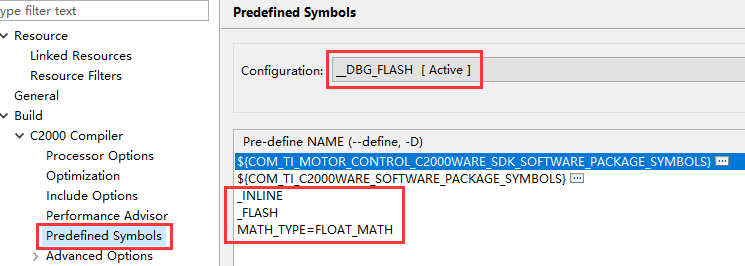 ype filter text
Resource
Linked Resources
Resource Filters
General
Build
C2000 Compiler
Processor Options
Optimization
Include Options
Performance Advisor
Predefined Symbols
Advanced Options
Predefined Symbols
Configuration: __DBG_FLASH [ Active ]
Pre-define NAME (--define, -D)
${COM_TI_MOTOR_CONTROL_C2000WARE_SDK_SOFTWARE_PACKAGE_SYMBOLS}
${COM_TI_C2000WARE_SOFTWARE_PACKAGE_SYMBOLS}
_INLINE
_FLASH
MATH_TYPE=FLOAT_MATH